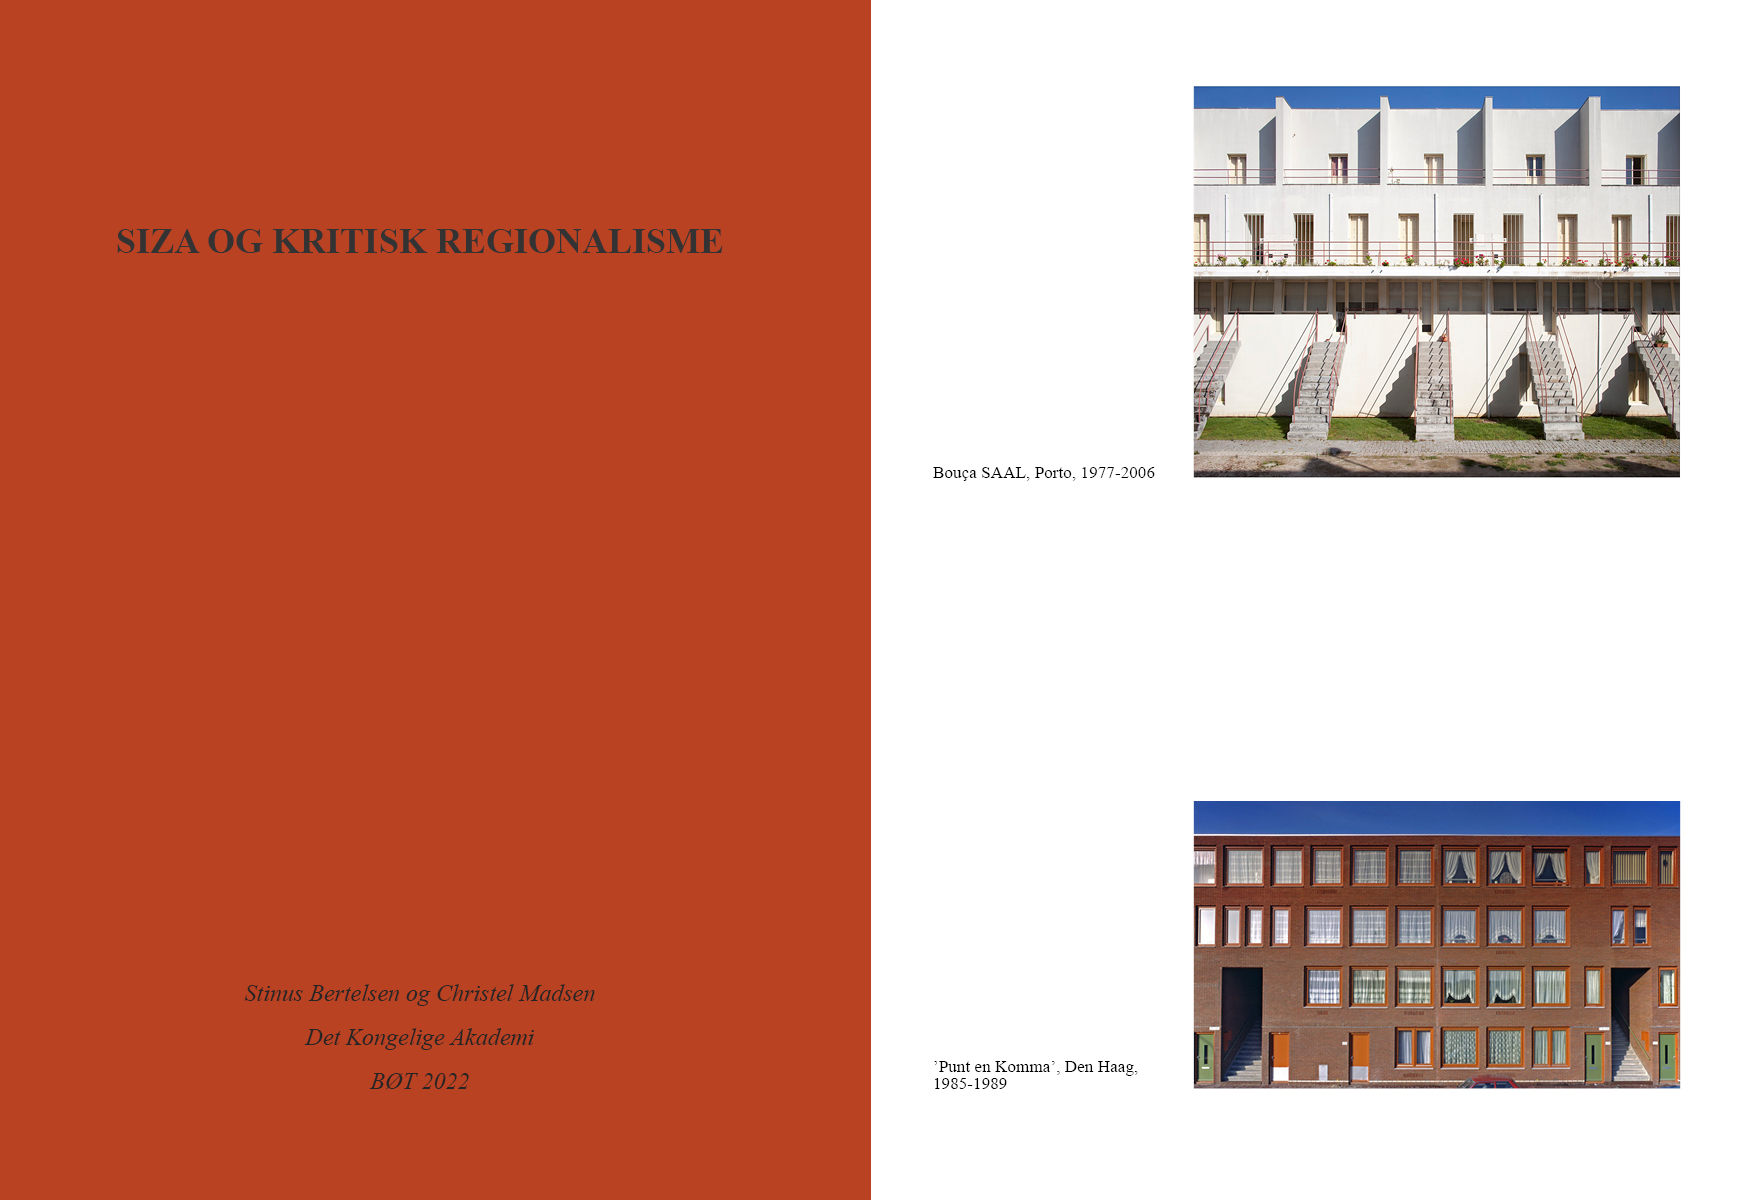 SIZA OG KRITISK REGIONALISME
Stinus Bertelsen og Christel Madsen
Det Kongelige Akademi
BØT 2022
Bouça SAAL, Porto, 1977-2006
’Punt en Komma’, Den Haag,
1985-1989